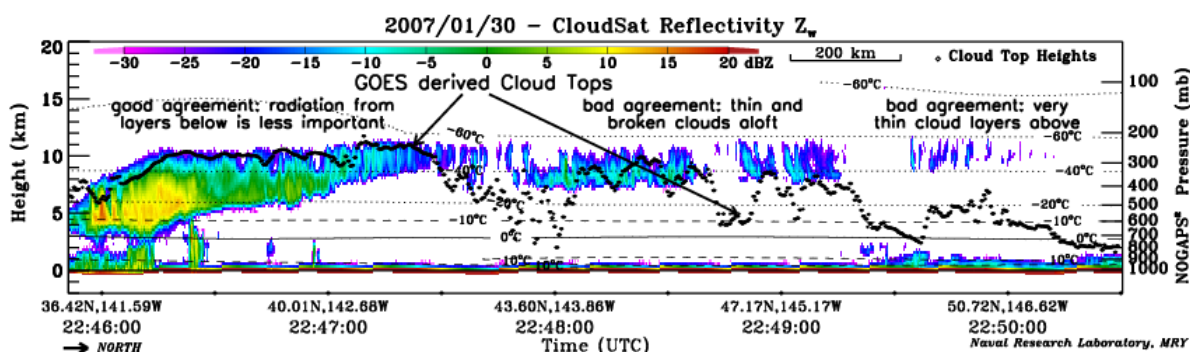 2007/01/30 - CloudSat Reflectivity Zw
20
15
10
5
0
Height (km)
-30 -25 -20 -15 -10 -5 0 5 10 15 20 dBZ
200 km
Cloud Top Heights
GOES derived Cloud Tops
good agreement: radiation from
layers below is less important
bad agreement: thin and
broken clouds aloft
bad agreement: very
thin cloud layers above
-60°C
-60°C
-60°C
-40°C
-40°C
-20°C
-20°C
-10°C
-10°C
0°C
0°C
10°C
10°C
10°C
100
200
300
400
500
600
700
800
900
1000
NOGAPS* Pressure (mb)
36.42N,141.59W 40.01N,142.68W 43.60N,143.86W 47.17N,145.17W 50.72N,146.62W
22:46:00 22:47:00 22:48:00 22:49:00 22:50:00
NORTH
Time (UTC)
Naval Research Laboratory, MRY